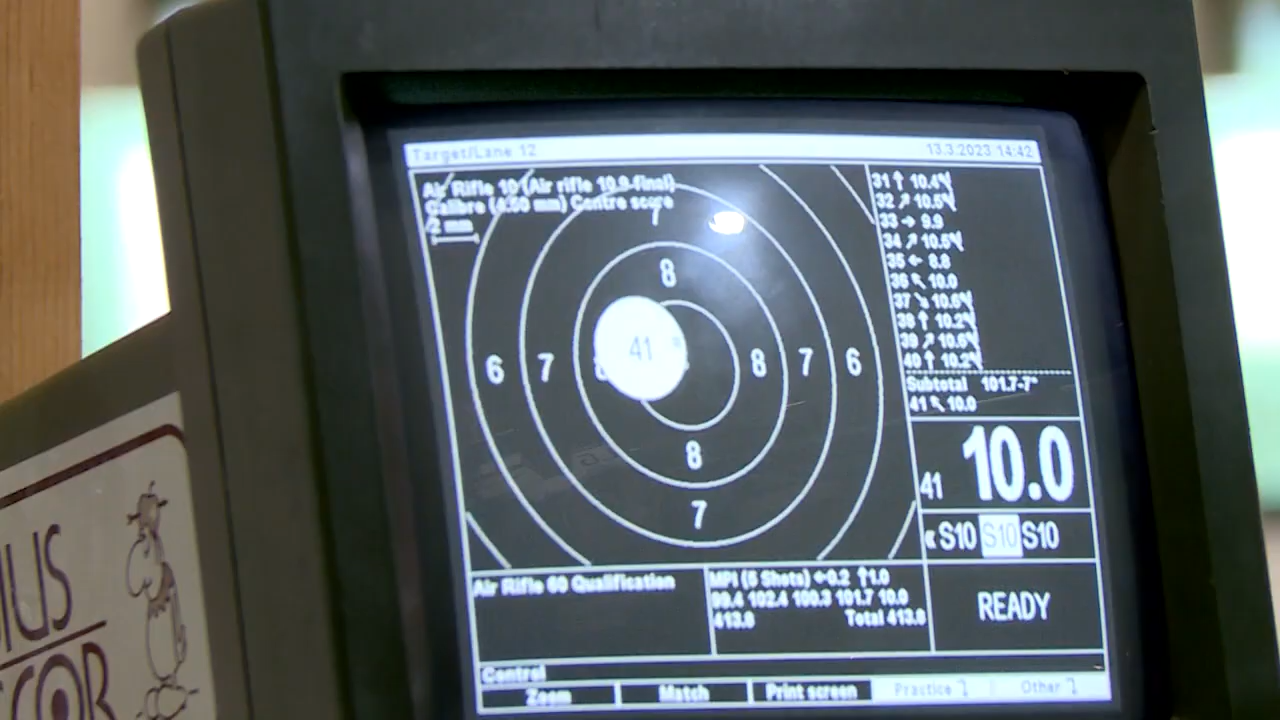 Target/Lane 12
13.3.2023 14:42
Air Rifle 10 (Air rifle 10.9-final)
Calibre (4.50 mm) Centre score
2 mm
7
8
6 7 8 7 6
41
8
7
31 ↑ 10.4
32 ↗ 10.5
33 → 9.9
34 ↗ 10.5
35 ← 8.8
36 ↖ 10.0
37 ↘ 10.6
38 ↑ 10.2
39 ↗ 10.6
40 ↑ 10.2
Subtotal 101.7-7*
41 ↖ 10.0
41 10.0
« S10 S10 S10
READY
Air Rifle 60 Qualification
MPI (5 Shots) ←0.2 ↑1.0
99.4 102.4 100.3 101.7 10.0
413.8 Total 413.8
Control
Zoom Match Print screen Practice Other
IUS
COR